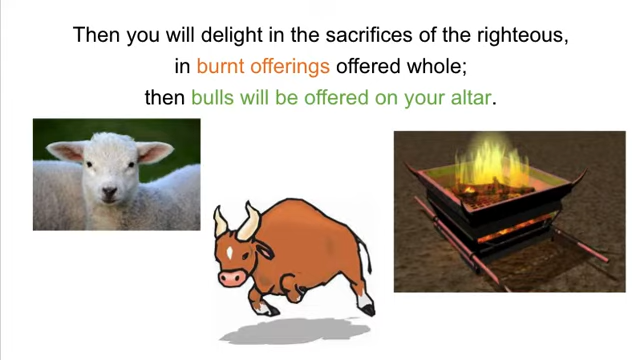 Then you will delight in the sacrifices of the righteous,
in burnt offerings offered whole;
then bulls will be offered on your altar.